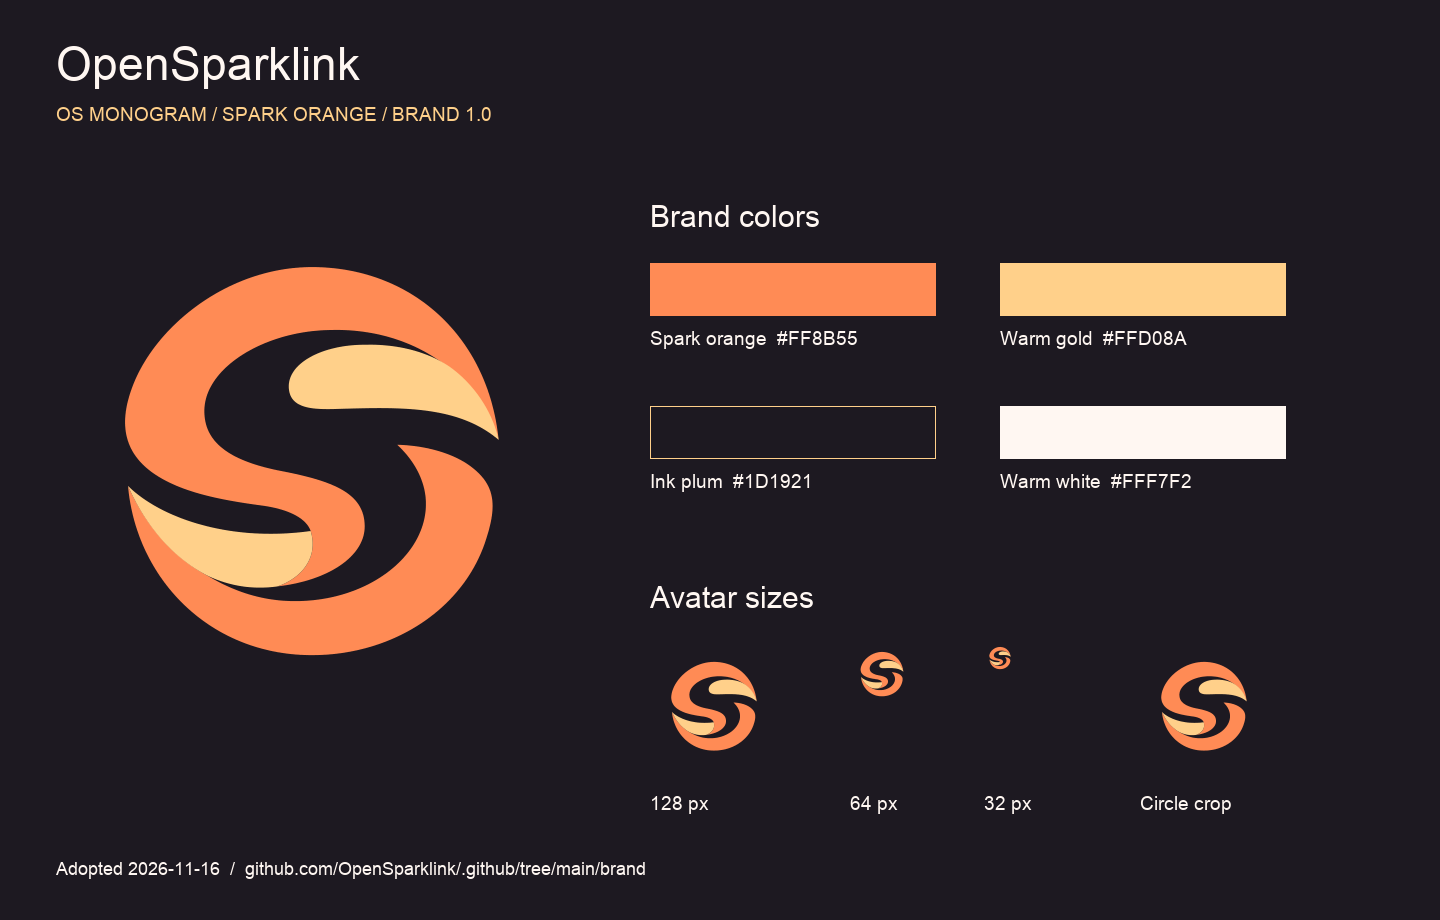 OpenSparklink
OS MONOGRAM / SPARK ORANGE / BRAND 1.0
Brand colors
Spark orange #FF8B55
Warm gold #FFD08A
Ink plum #1D1921
Warm white #FFF7F2
Avatar sizes
128 px
64 px
32 px
Circle crop
Adopted 2026-11-16 / github.com/OpenSparklink/.github/tree/main/brand